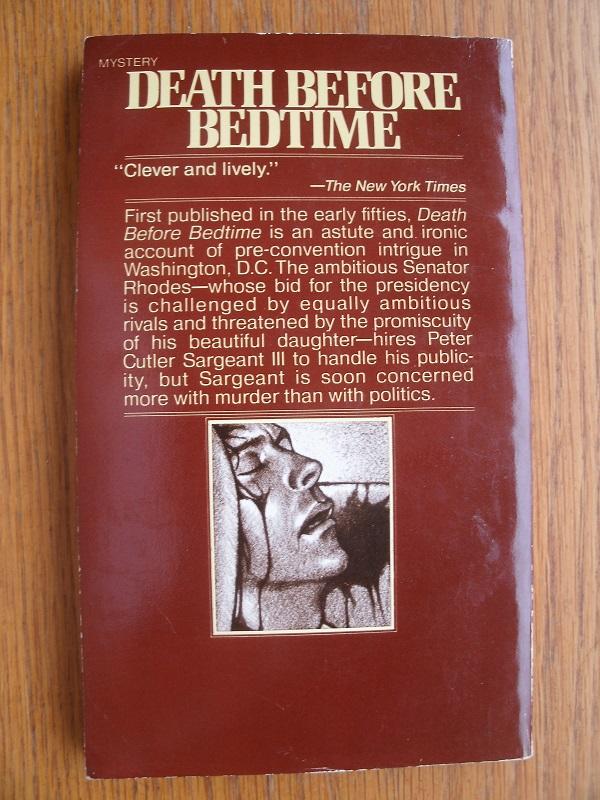 MYSTERY
DEATH BEFORE
BEDTIME
“Clever and lively.”
—The New York Times
First published in the early fifties, Death
Before Bedtime is an astute and ironic
account of pre-convention intrigue in
Washington, D.C. The ambitious Senator
Rhodes—whose bid for the presidency
is challenged by equally ambitious
rivals and threatened by the promiscuity
of his beautiful daughter—hires Peter
Cutler Sargeant III to handle his public-
ity, but Sargeant is soon concerned
more with murder than with politics.